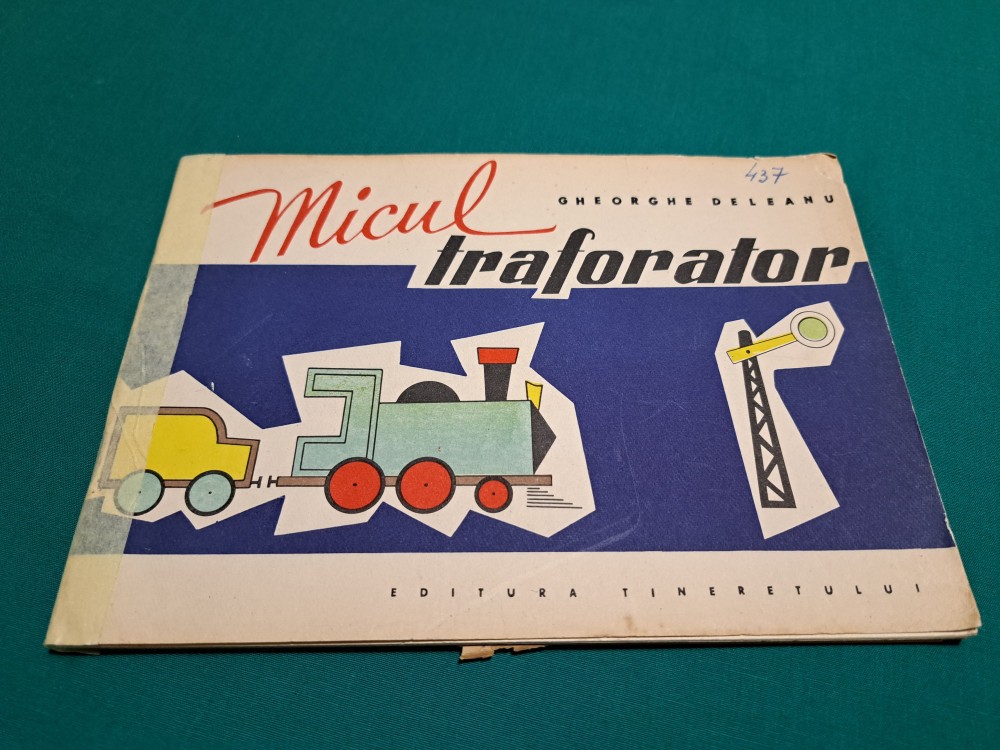 437
GHEORGHE DELEANU
Micul
traforator
EDITURA TINERETULUI